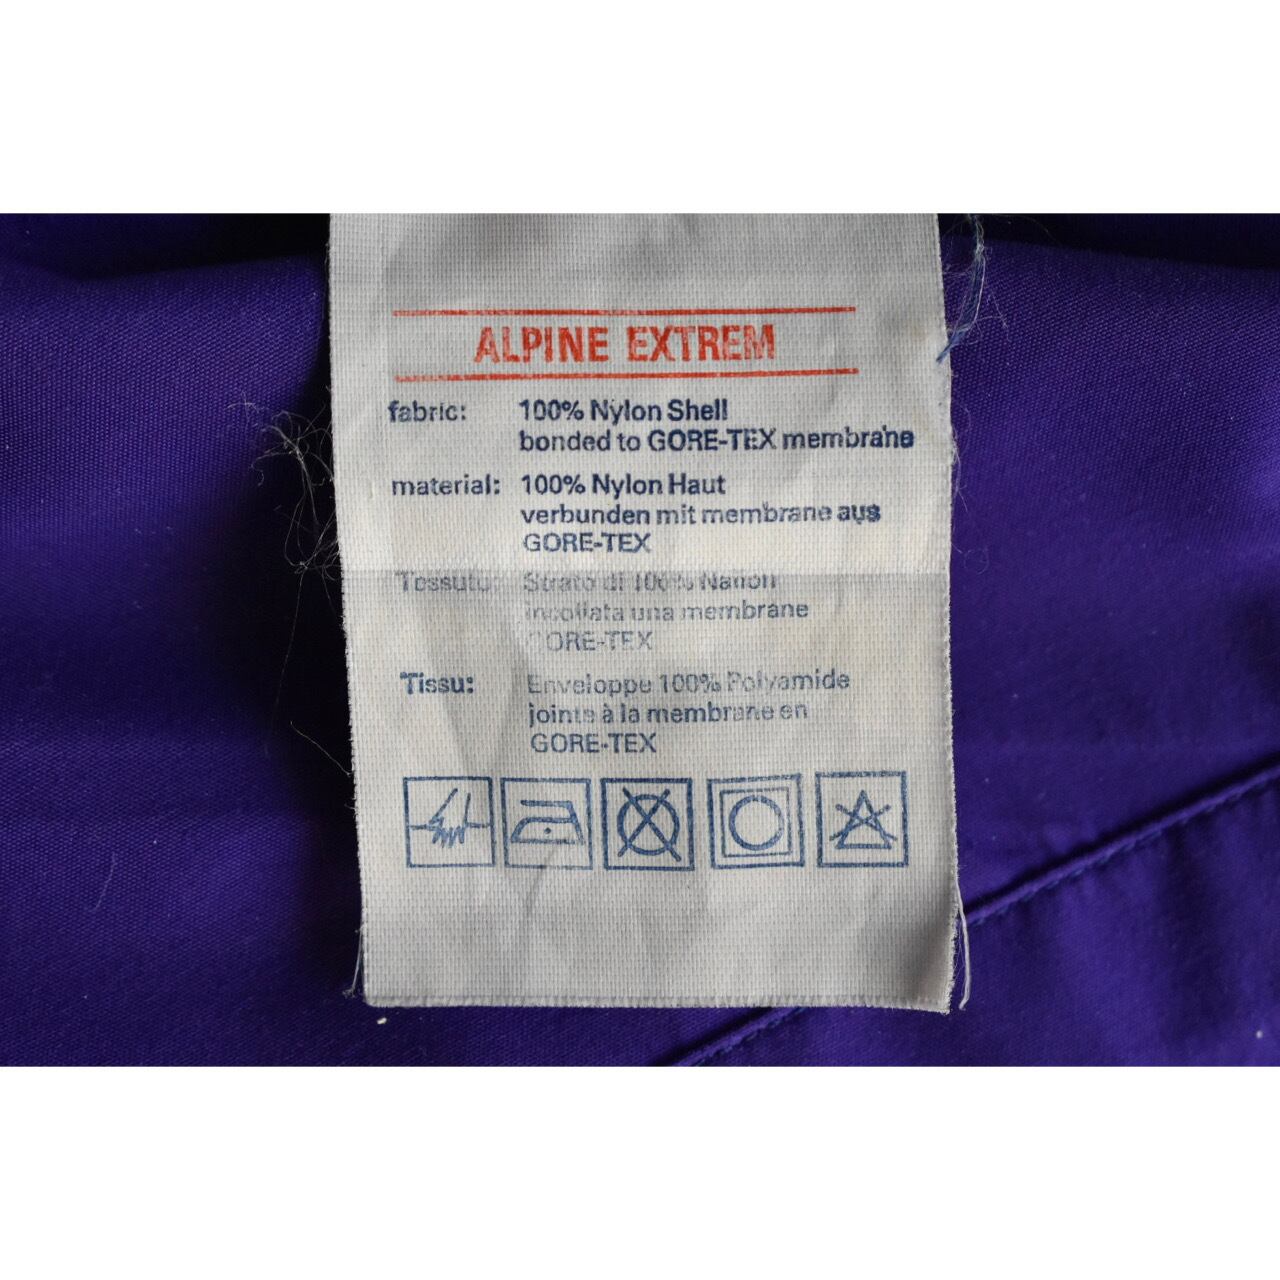 ALPINE EXTREM
fabric: 100% Nylon Shell
bonded to GORE-TEX membrane
material: 100% Nylon Haut
verbunden mit membrane aus
GORE-TEX
Tessuto: Strato di 100% Nailon
incollata una membrane
GORE-TEX
Tissu: Enveloppe 100% Polyamide
jointe à la membrane en
GORE-TEX